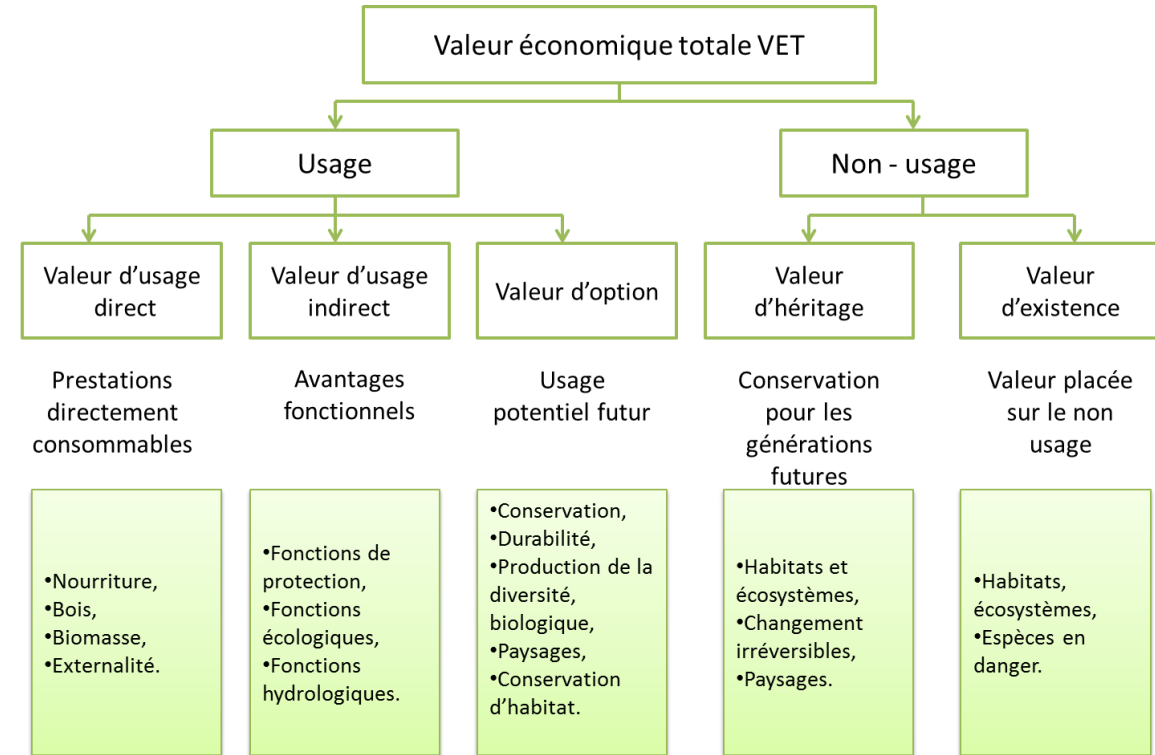 Valeur économique totale VET
Usage
Non - usage
Valeur d’usage
direct
Valeur d’usage
indirect
Valeur d’option
Valeur
d’héritage
Valeur
d’existence
Prestations
directement
consommables
Avantages
fonctionnels
Usage
potentiel futur
Conservation
pour les
générations
futures
Valeur placée
sur le non
usage
•Nourriture,
•Bois,
•Biomasse,
•Externalité.
•Fonctions de
protection,
•Fonctions
écologiques,
•Fonctions
hydrologiques.
•Conservation,
•Durabilité,
•Production de la
diversité,
biologique,
•Paysages,
•Conservation
d’habitat.
•Habitats et
écosystèmes,
•Changement
irréversibles,
•Paysages.
•Habitats,
écosystèmes,
•Espèces en
danger.